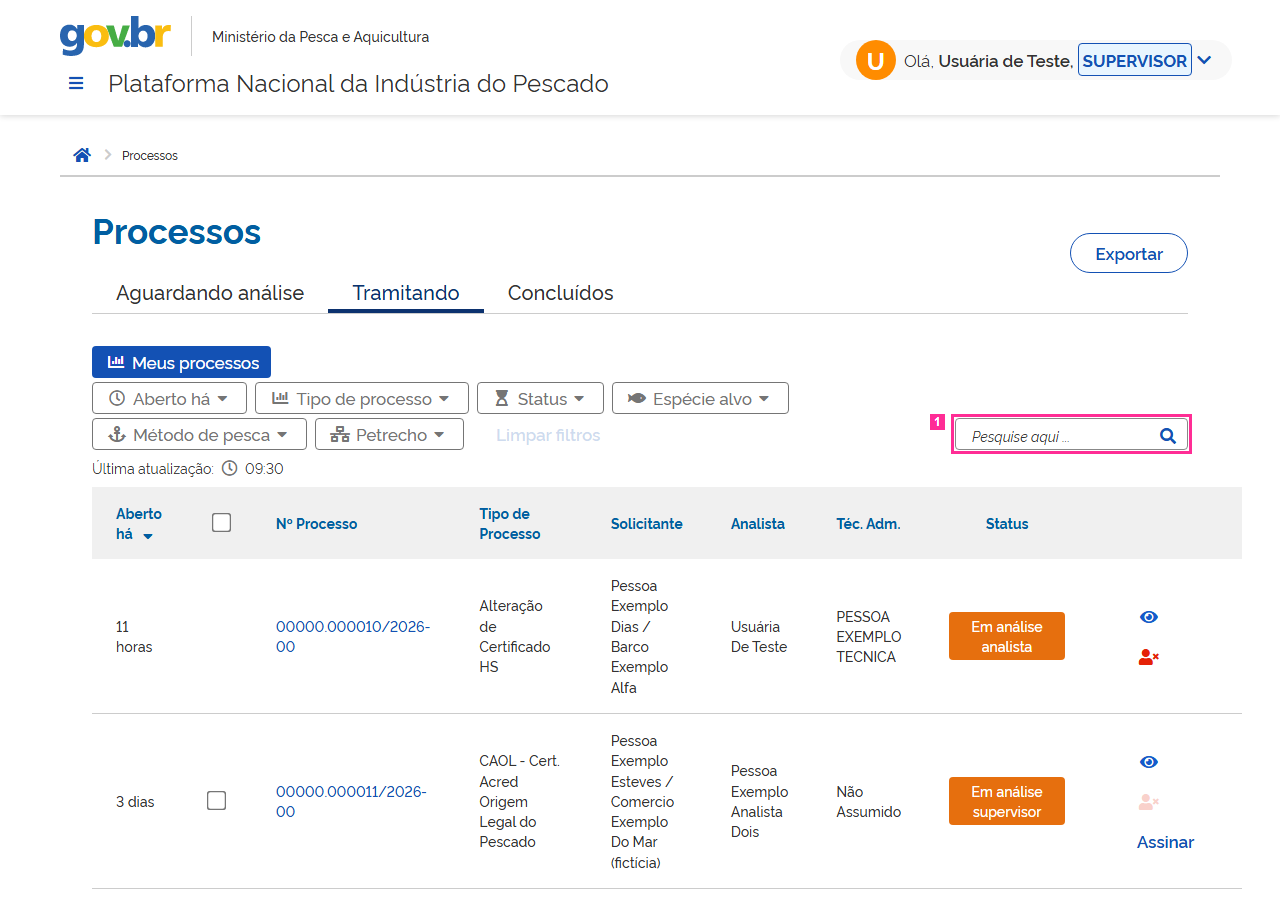 gov.br
Ministério da Pesca e Aquicultura
Plataforma Nacional da Indústria do Pescado
U Olá, Usuária de Teste, SUPERVISOR
Processos
Processos
Exportar
Aguardando análise Tramitando Concluídos
Meus processos
Aberto há Tipo de processo Status Espécie alvo
Método de pesca Petrecho Limpar filtros
1 Pesquise aqui ...
Última atualização: 09:30
Aberto há Nº Processo Tipo de Processo Solicitante Analista Téc. Adm. Status
11 horas 00000.000010/2026-00 Alteração de Certificado HS Pessoa Exemplo Dias / Barco Exemplo Alfa Usuária De Teste PESSOA EXEMPLO TECNICA Em análise analista
3 dias 00000.000011/2026-00 CAOL - Cert. Acred Origem Legal do Pescado Pessoa Exemplo Esteves / Comercio Exemplo Do Mar (fictícia) Pessoa Exemplo Analista Dois Não Assumido Em análise supervisor Assinar